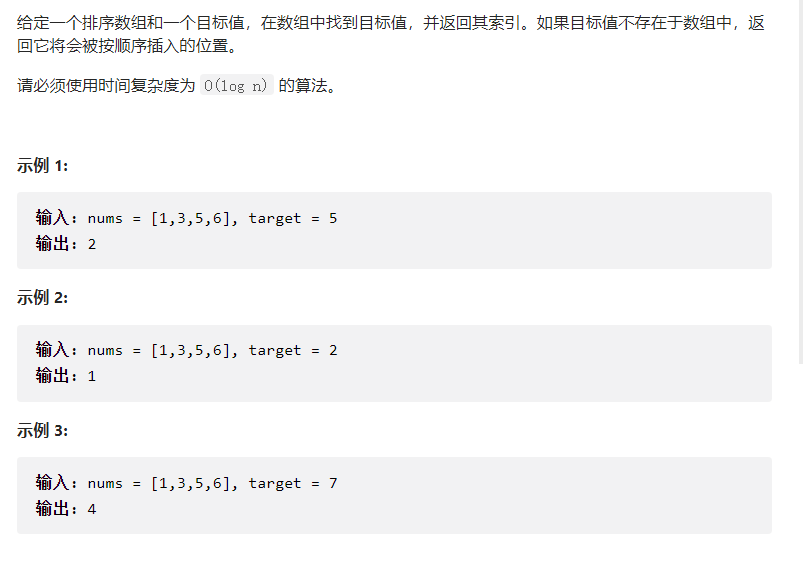 给定一个排序数组和一个目标值，在数组中找到目标值，并返回其索引。如果目标值不存在于数组中，返
回它将会被按顺序插入的位置。
请必须使用时间复杂度为 O(log n) 的算法。
示例 1:
输入: nums = [1,3,5,6], target = 5
输出: 2
示例 2:
输入: nums = [1,3,5,6], target = 2
输出: 1
示例 3:
输入: nums = [1,3,5,6], target = 7
输出: 4